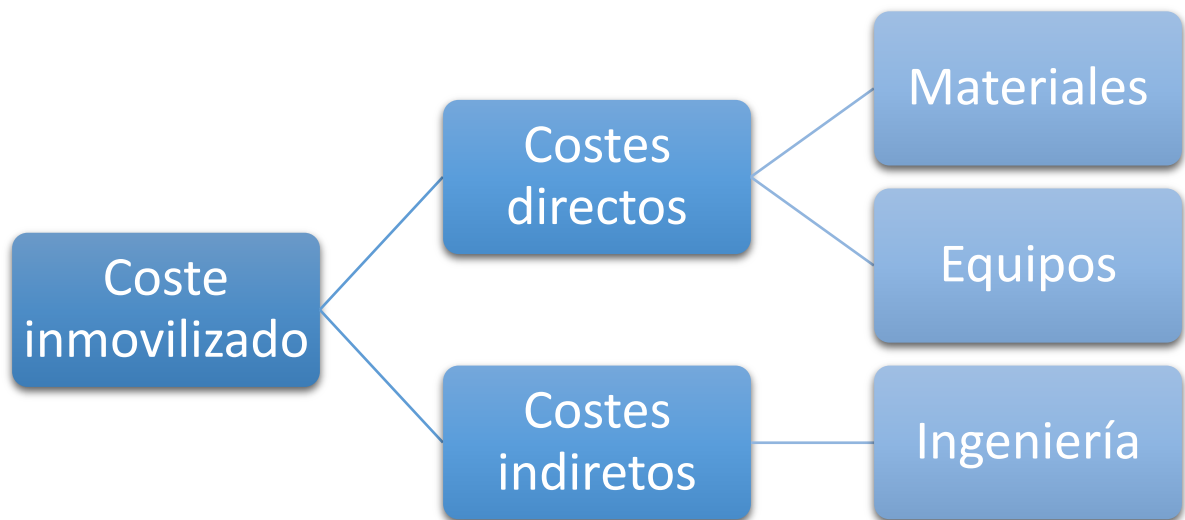 Coste
inmovilizado
Costes
directos
Materiales
Equipos
Costes
indiretos
Ingeniería